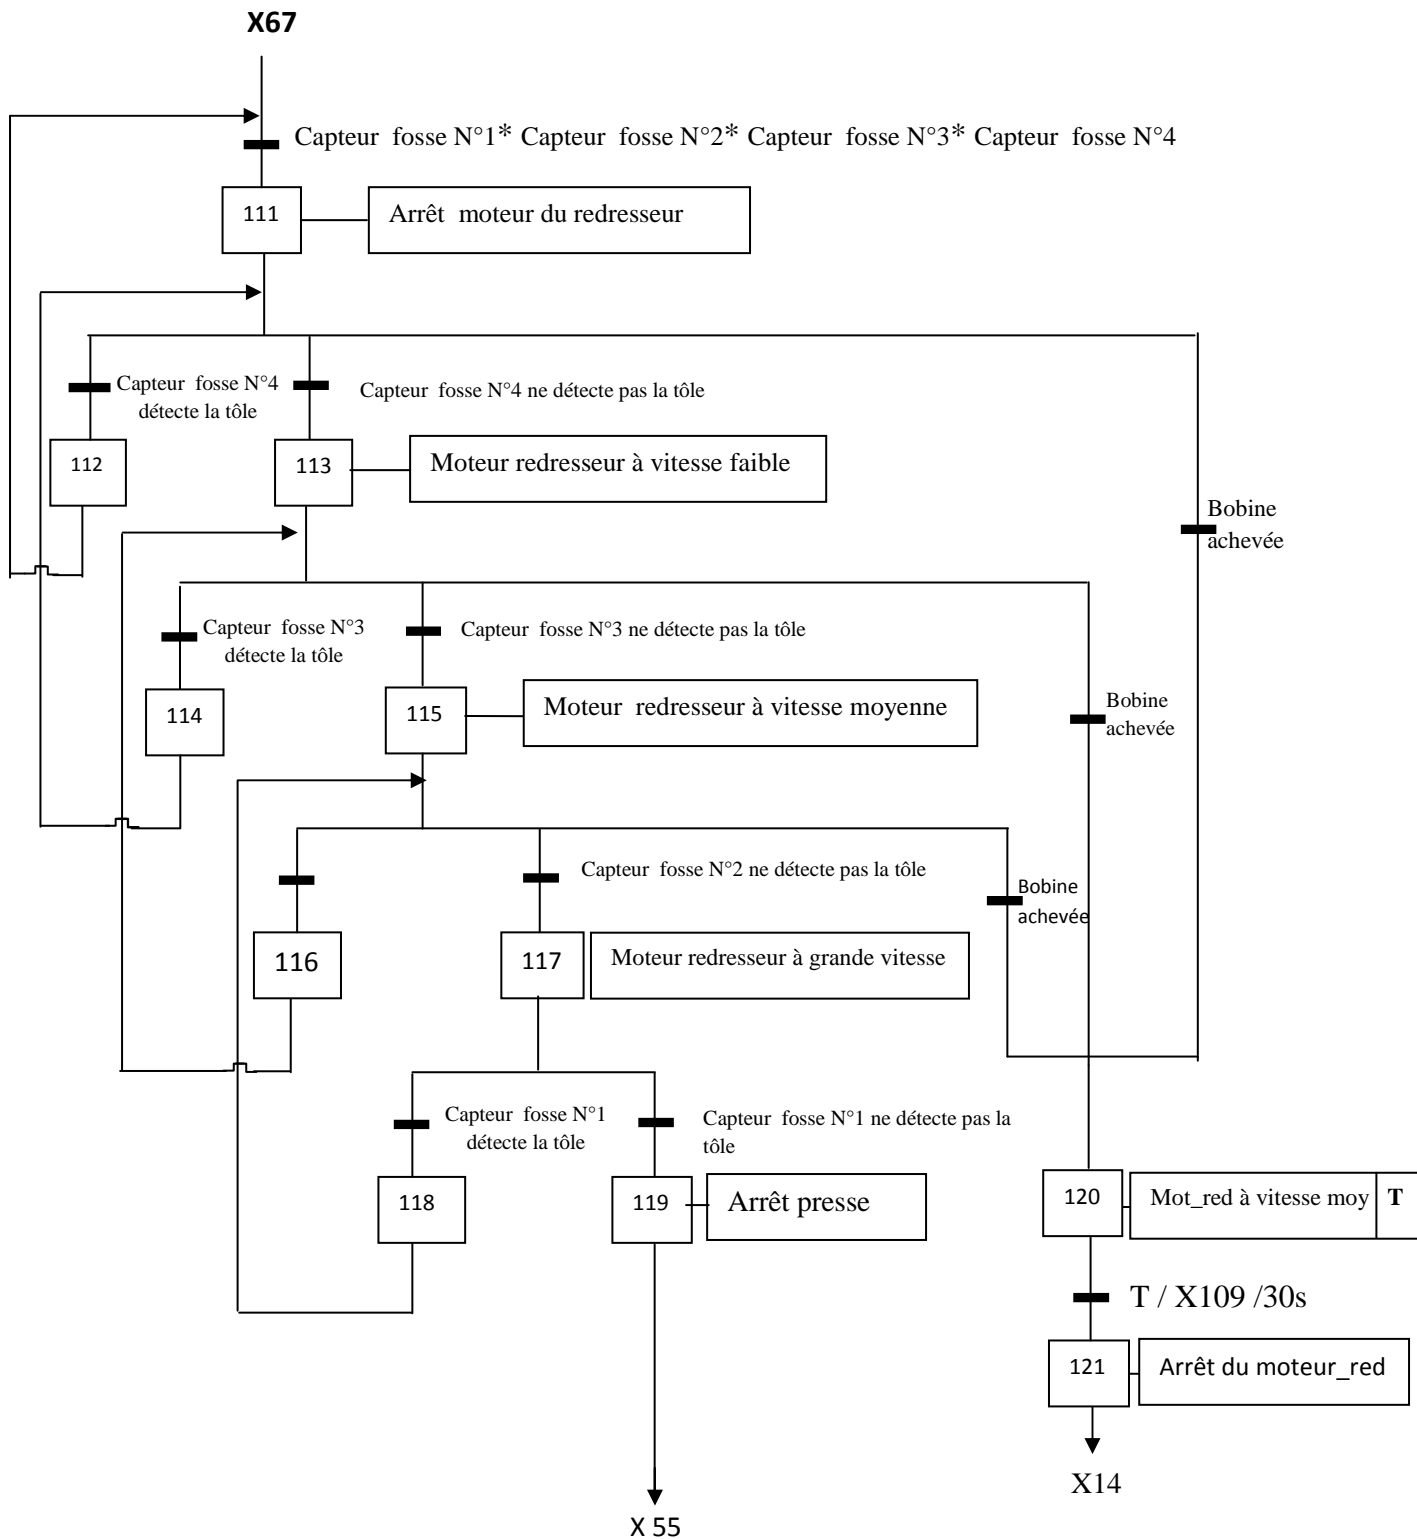 X67
Capteur fosse N°1* Capteur fosse N°2* Capteur fosse N°3* Capteur fosse N°4
111
Arrêt moteur du redresseur
Capteur fosse N°4
détecte la tôle
Capteur fosse N°4 ne détecte pas la tôle
112
113
Moteur redresseur à vitesse faible
Bobine
achevée
Capteur fosse N°3
détecte la tôle
Capteur fosse N°3 ne détecte pas la tôle
114
115
Moteur redresseur à vitesse moyenne
Bobine
achevée
Capteur fosse N°2 ne détecte pas la tôle
Bobine
achevée
116
117
Moteur redresseur à grande vitesse
Capteur fosse N°1
détecte la tôle
Capteur fosse N°1 ne détecte pas la
tôle
118
119
Arrêt presse
120
Mot_red à vitesse moy
T
T / X109 /30s
121
Arrêt du moteur_red
X14
X 55